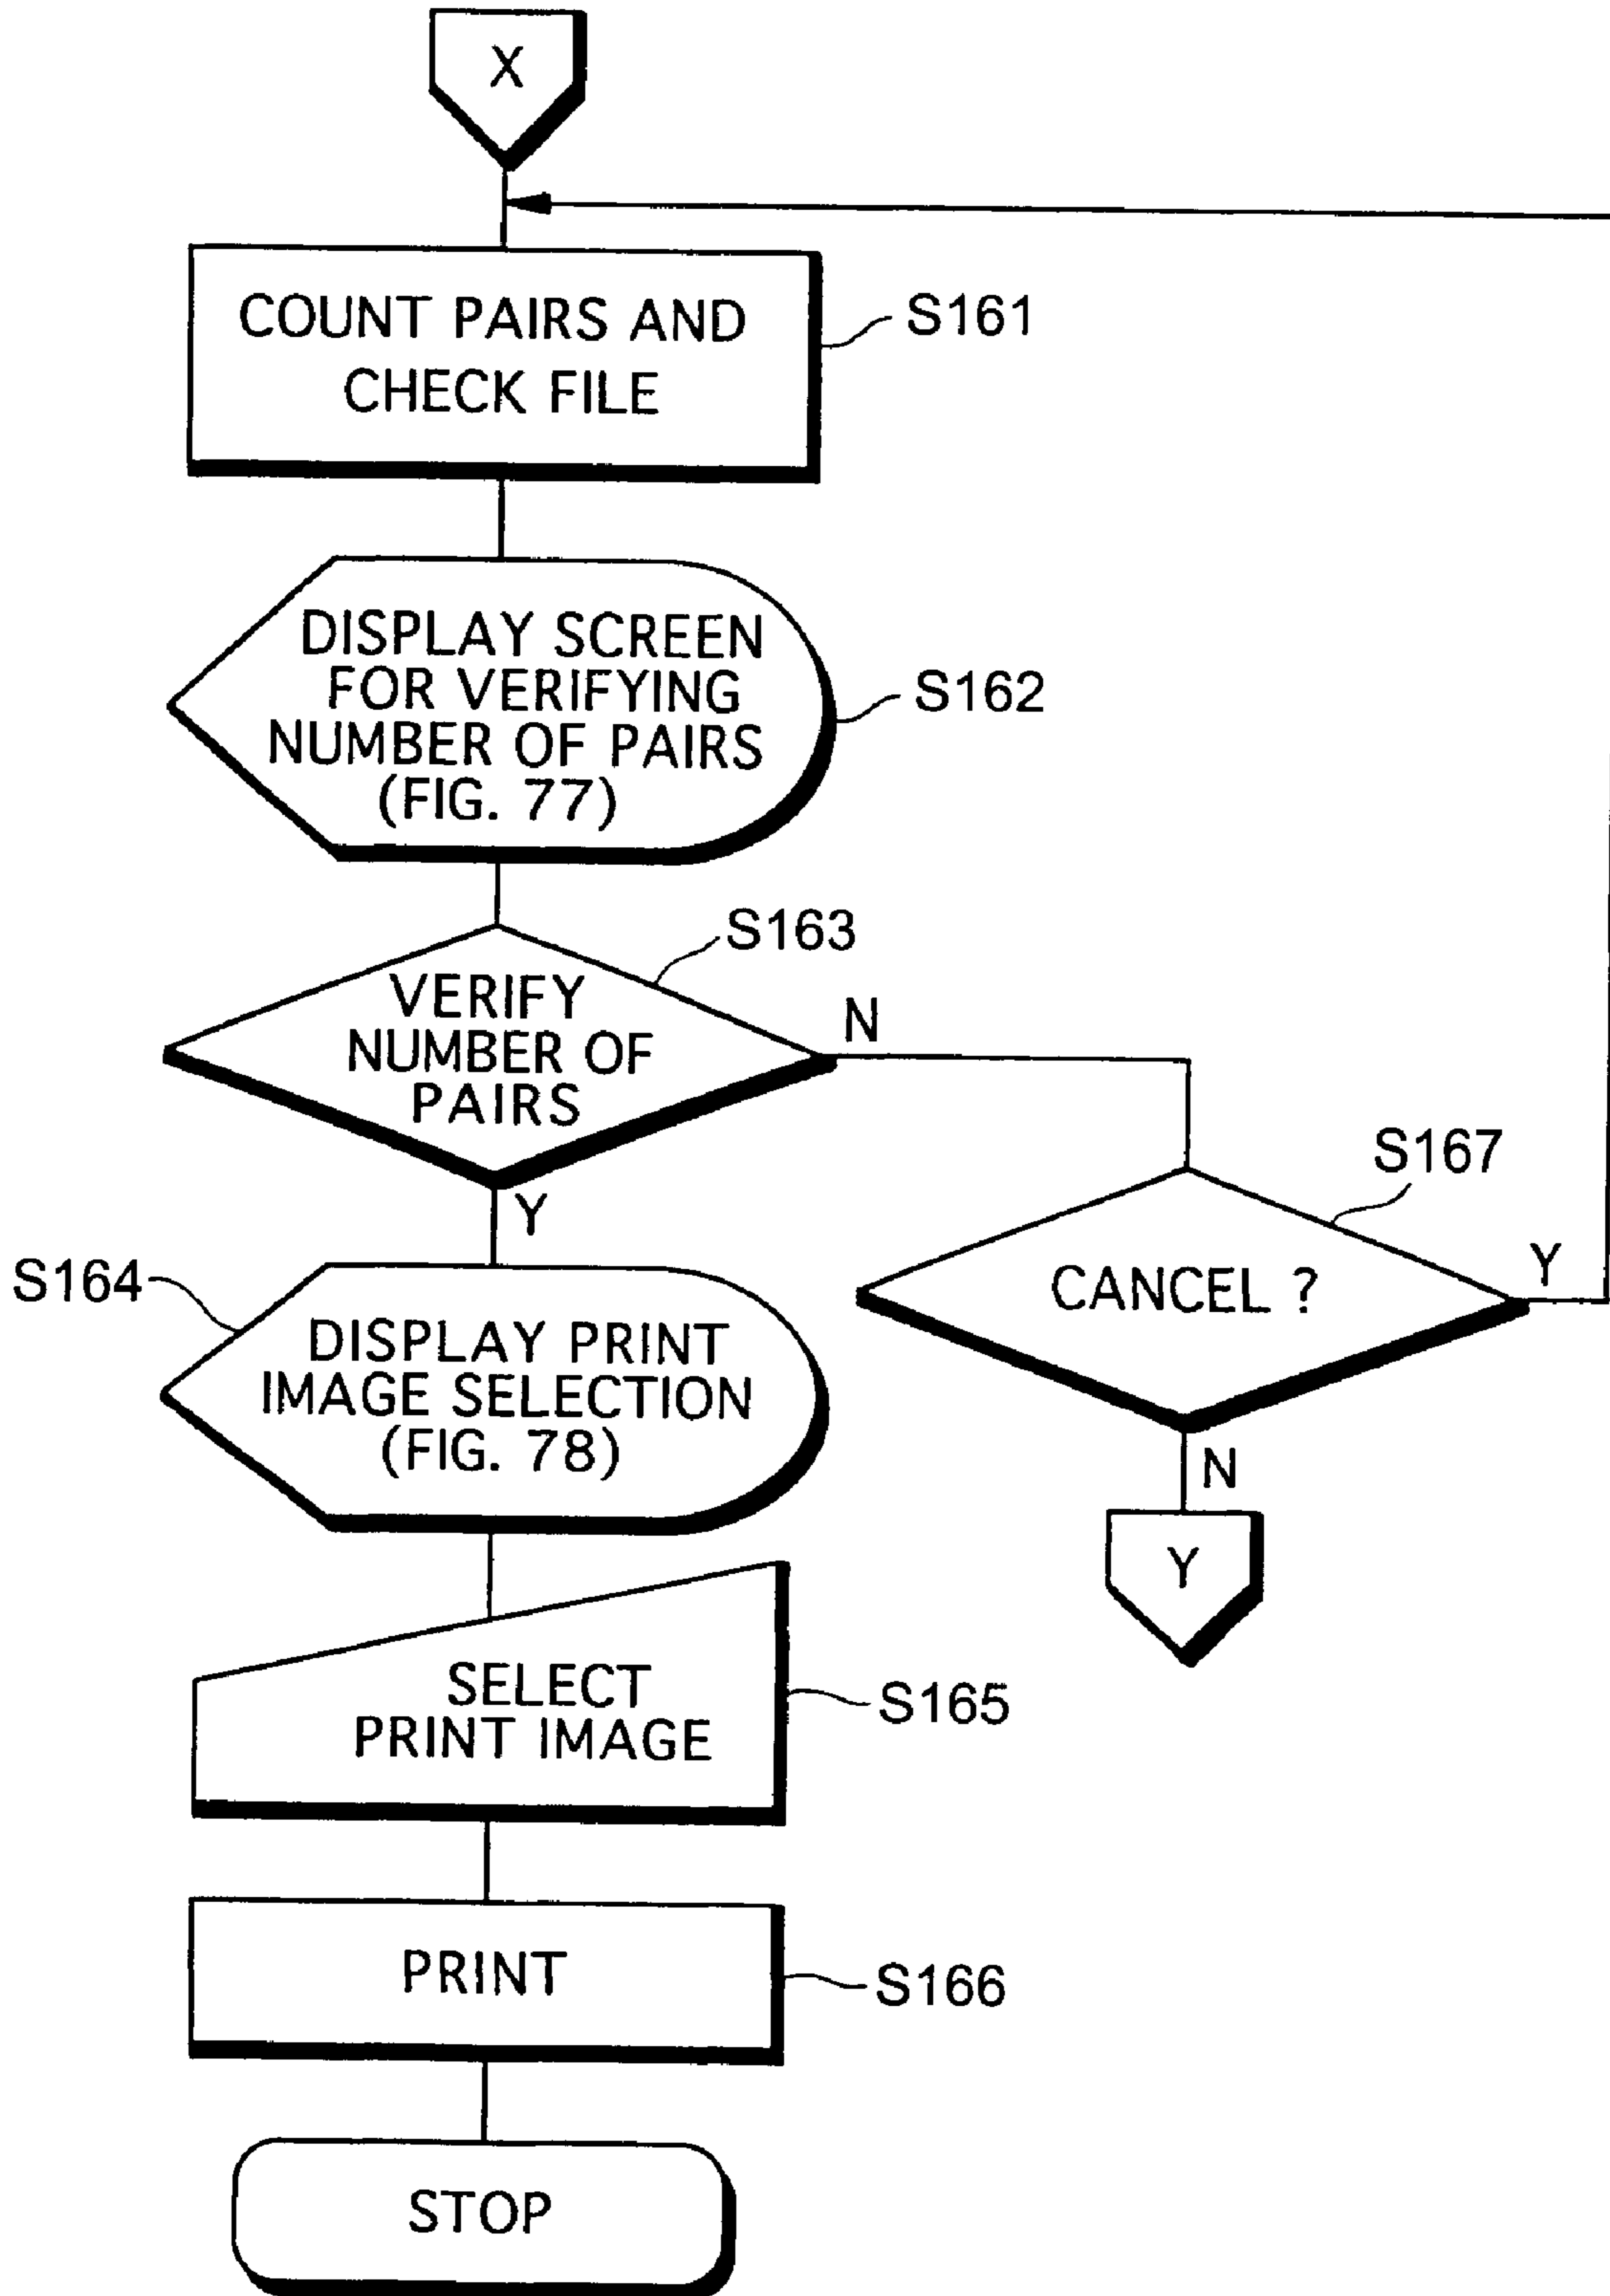 X
COUNT PAIRS AND
CHECK FILE
S161
DISPLAY SCREEN
FOR VERIFYING
NUMBER OF PAIRS
(FIG. 77)
S162
S163
VERIFY
NUMBER OF
PAIRS
N
Y
S167
CANCEL ?
Y
N
Y
S164
DISPLAY PRINT
IMAGE SELECTION
(FIG. 78)
SELECT
PRINT IMAGE
S165
PRINT
S166
STOP